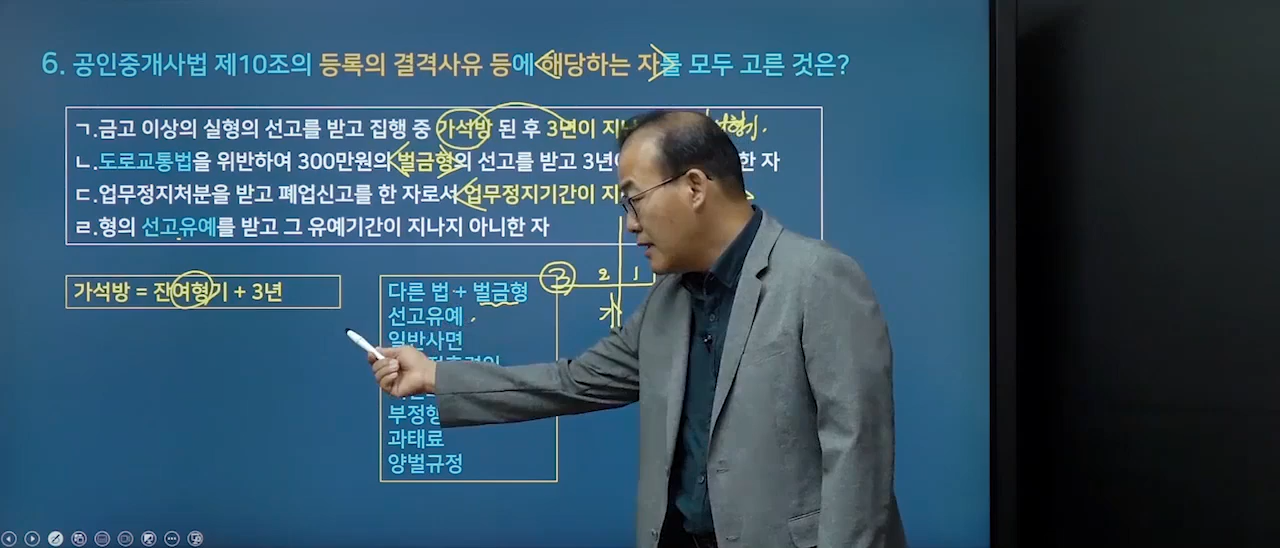 6. 공인중개사법 제10조의 등록의 결격사유 등에 해당하는 자를 모두 고른 것은?
ㄱ.금고 이상의 실형의 선고를 받고 집행 중 가석방 된 후 3년이 지나
ㄴ.도로교통법을 위반하여 300만원의 벌금형의 선고를 받고 3년이 한 자
ㄷ.업무정지처분을 받고 폐업신고를 한 자로서 업무정지기간이 지
ㄹ.형의 선고유예를 받고 그 유예기간이 지나지 아니한 자
가석방 = 잔여형기 + 3년
다른 법 + 벌금형
선고유예
일반사면
부정행
과태료
양벌규정
3 2 1